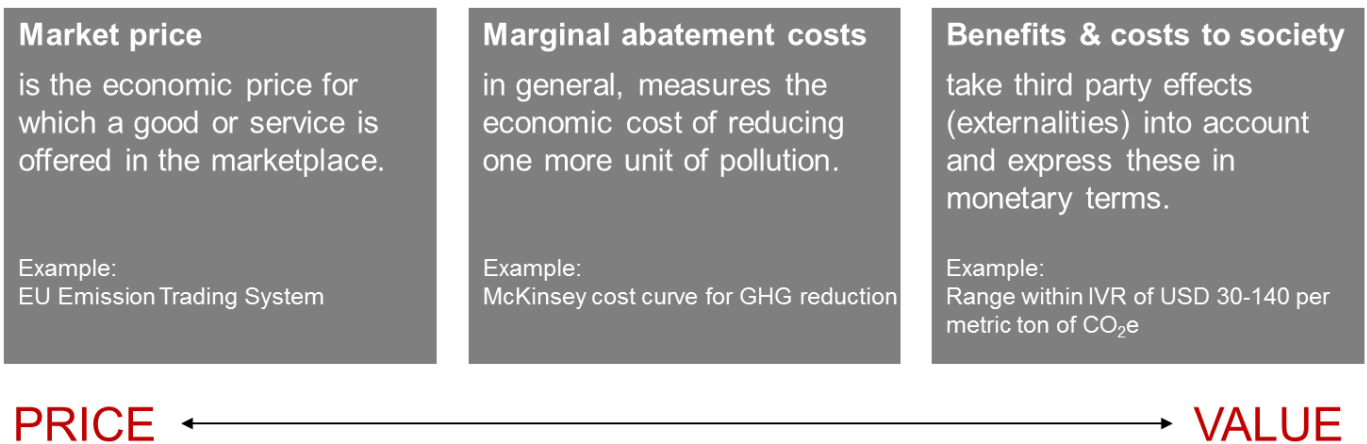 Market price
is the economic price for
which a good or service is
offered in the marketplace.
Example:
EU Emission Trading System
Marginal abatement costs
in general, measures the
economic cost of reducing
one more unit of pollution.
Example:
McKinsey cost curve for GHG reduction
Benefits & costs to society
take third party effects
(externalities) into account
and express these in
monetary terms.
Example:
Range within IVR of USD 30-140 per
metric ton of CO₂e
PRICE
VALUE